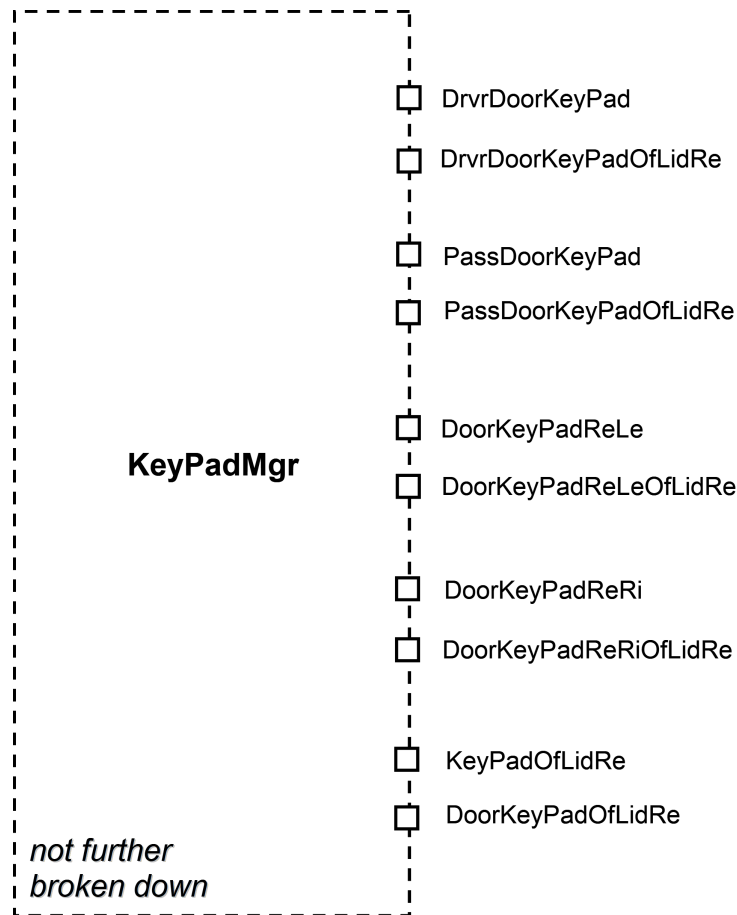 DrvrDoorKeyPad
DrvrDoorKeyPadOfLidRe
PassDoorKeyPad
PassDoorKeyPadOfLidRe
DoorKeyPadReLe
KeyPadMgr
DoorKeyPadReLeOfLidRe
DoorKeyPadReRi
DoorKeyPadReRiOfLidRe
KeyPadOfLidRe
DoorKeyPadOfLidRe
not further
broken down